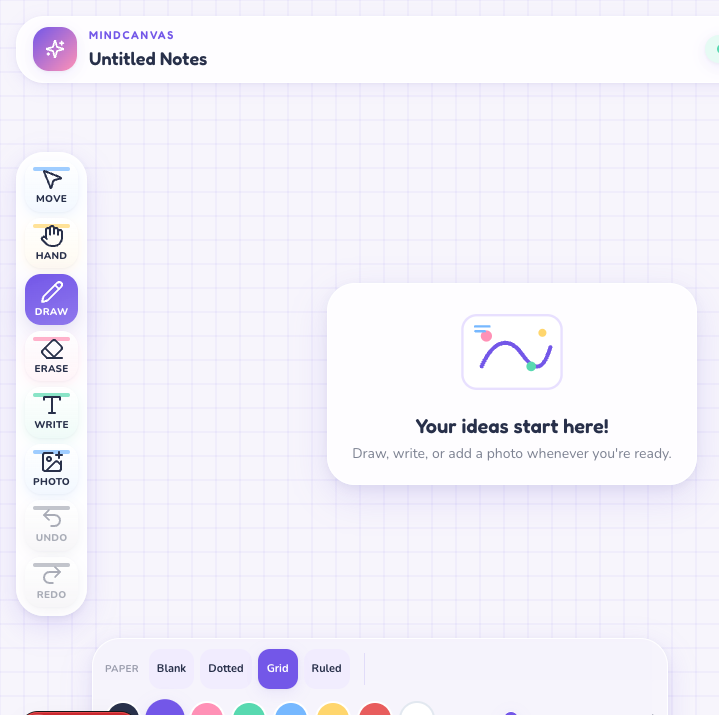 MINDCANVAS
Untitled Notes
MOVE
HAND
DRAW
ERASE
WRITE
PHOTO
UNDO
REDO
Your ideas start here!
Draw, write, or add a photo whenever you're ready.
PAPER Blank Dotted Grid Ruled